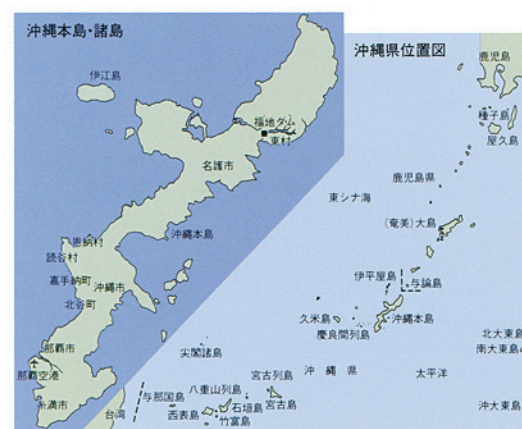 沖縄本島・諸島
伊江島
福地ダム
東村
名護市
沖縄本島
恩納村
読谷村
嘉手納町
沖縄市
北谷町
那覇市
那覇空港
糸満市
沖縄県位置図
鹿児島
種子島
屋久島
鹿児島県
東シナ海
(奄美)大島
伊平屋島
与論島
久米島
沖縄本島
慶良間列島
北大東島
南大東島
尖閣諸島
沖縄県
太平洋
宮古列島
八重山列島
与那国島
石垣島
宮古島
沖大東島
台湾
西表島
竹富島